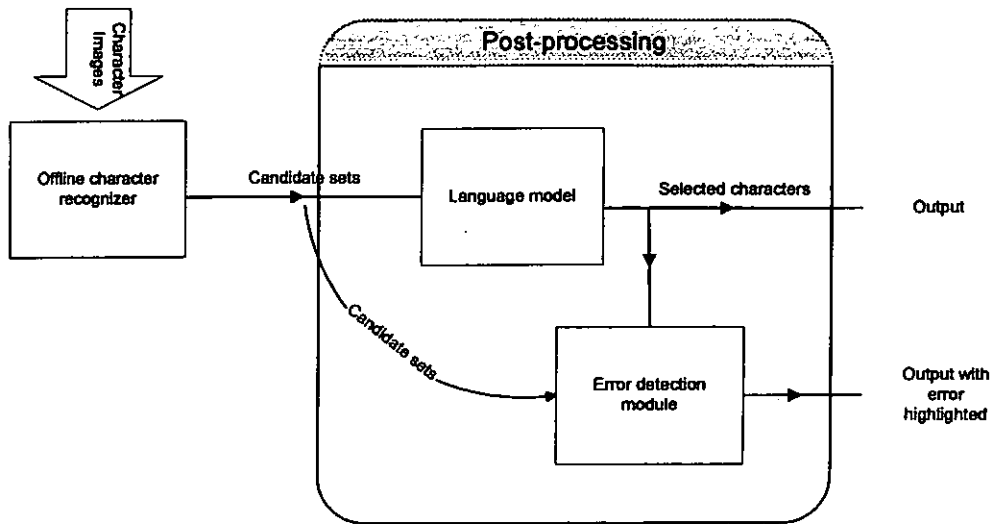 Character
Images
Post-processing
Offline character
recognizer
Candidate sets
Language model
Selected characters
Output
Candidate sets
Error detection
module
Output with
error
highlighted